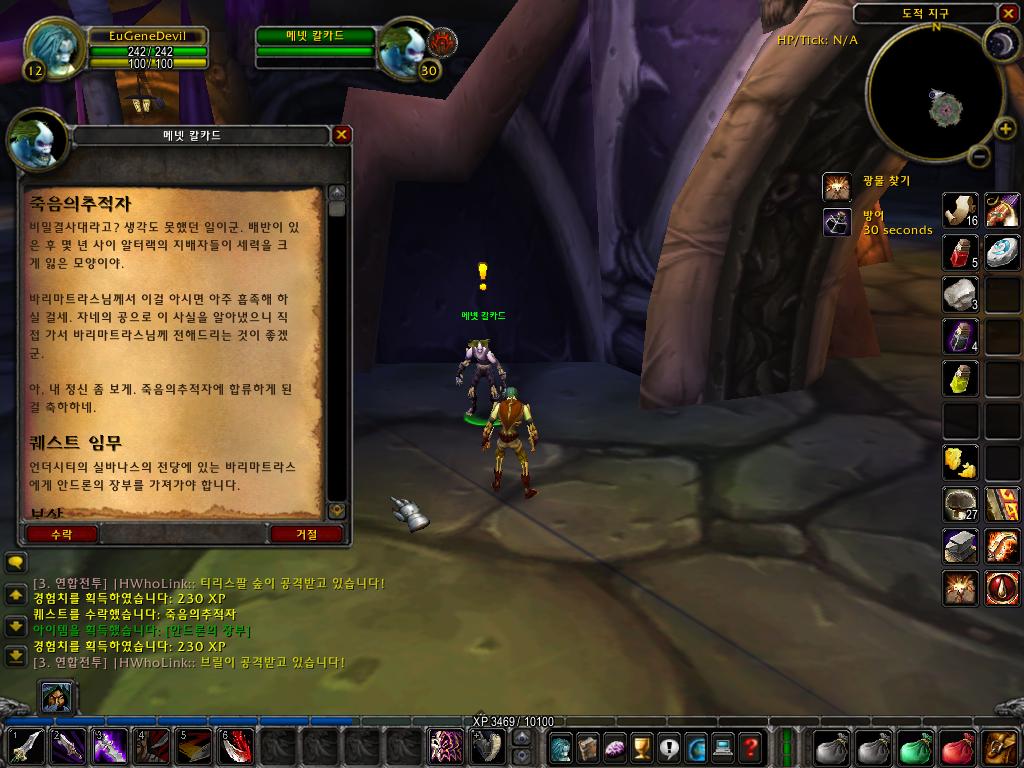 EuGeneDevil
242 / 242
100 / 100
12
메넷 칼카드
30
도적 지구
N
HP/Tick: N/A
광물 찾기
방어
30 seconds
16
5
3
4
27
메넷 칼카드
죽음의추적자
비밀결사대라고? 생각도 못했던 일이군. 배반이 있
은 후 몇 년 사이 알터랙의 지배자들이 세력을 크
게 잃은 모양이야.
바리마트라스님께서 이걸 아시면 아주 흡족해 하
실 걸세. 자네의 공으로 이 사실을 알아냈으니 직
접 가서 바리마트라스님께 전해드리는 것이 좋겠
군.
아, 내 정신 좀 보게. 죽음의추적자에 합류하게 된
걸 축하하네.
퀘스트 임무
언더시티의 실바나스의 전당에 있는 바리마트라스
에게 안드론의 장부를 가져가야 합니다.
보상
수락
거절
메넷 칼카드
[3. 연합전투] |HWhoLink:: 티리스팔 숲이 공격받고 있습니다!
경험치를 획득하였습니다: 230 XP
퀘스트를 수락했습니다: 죽음의추적자
아이템을 획득했습니다: [안드론의 장부]
경험치를 획득하였습니다: 230 XP
[3. 연합전투] |HWhoLink:: 브릴이 공격받고 있습니다!
XP 3469 / 10100
1
2
3
4
5
6